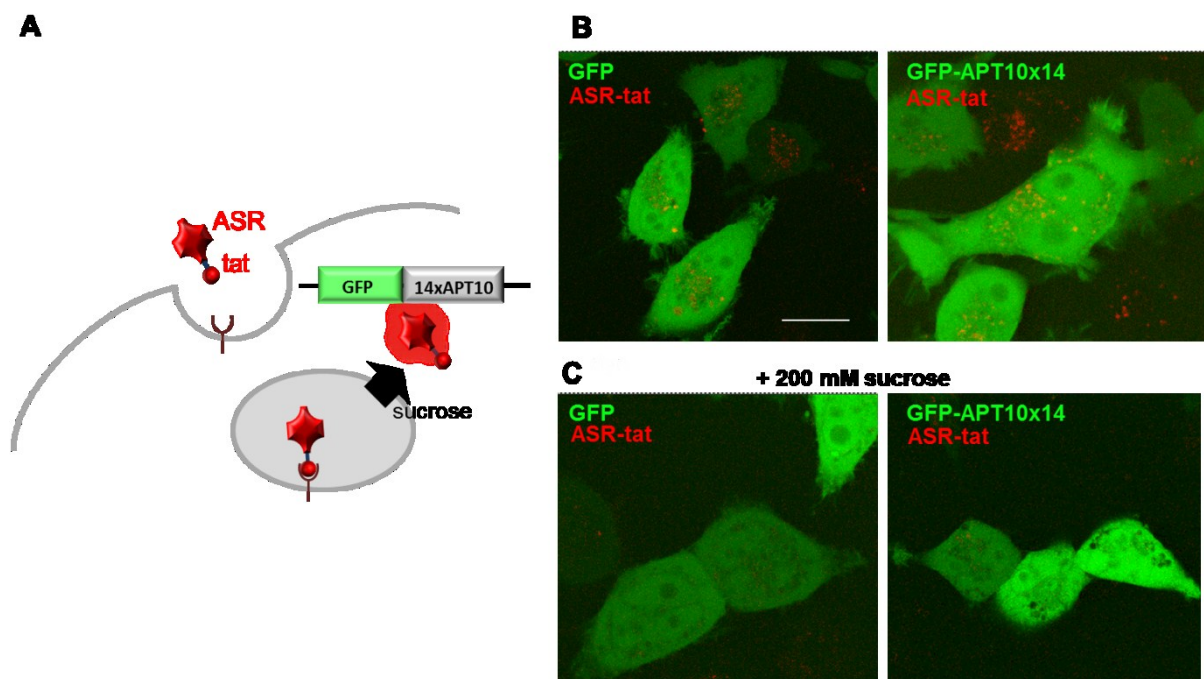 A
ASR
tat
GFP
14xAPT10
sucrose
B
GFP
ASR-tat
GFP-APT10x14
ASR-tat
C
+ 200 mM sucrose
GFP
ASR-tat
GFP-APT10x14
ASR-tat